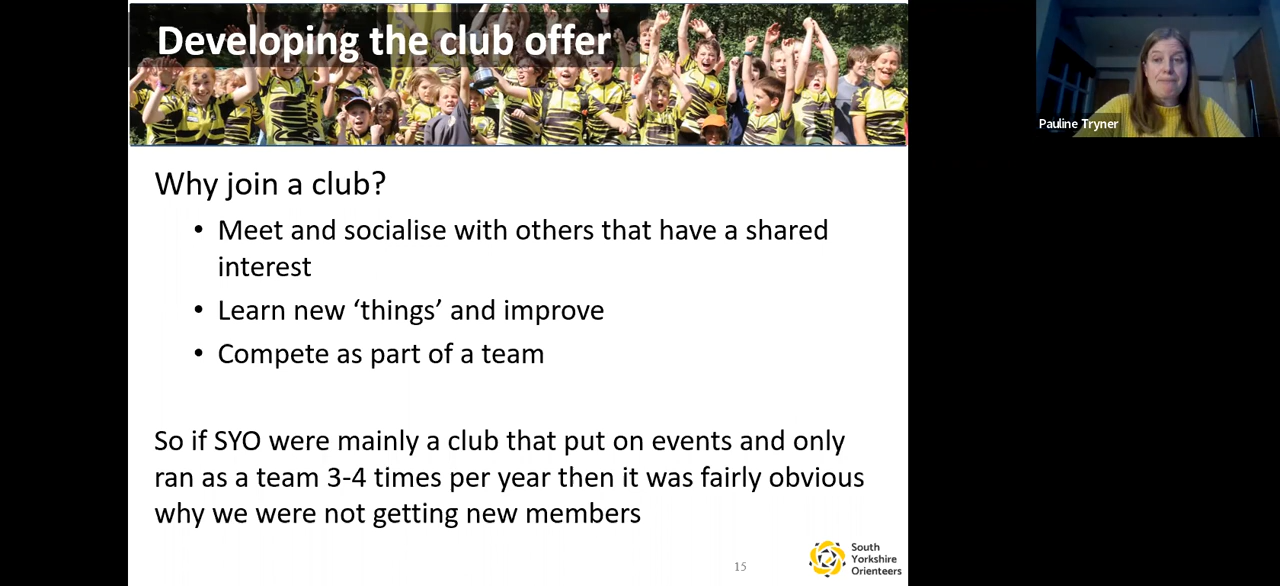 Developing the club offer
Pauline Tryner
Why join a club?
• Meet and socialise with others that have a shared
interest
• Learn new ‘things’ and improve
• Compete as part of a team
So if SYO were mainly a club that put on events and only
ran as a team 3-4 times per year then it was fairly obvious
why we were not getting new members
15
South
Yorkshire
Orienteers